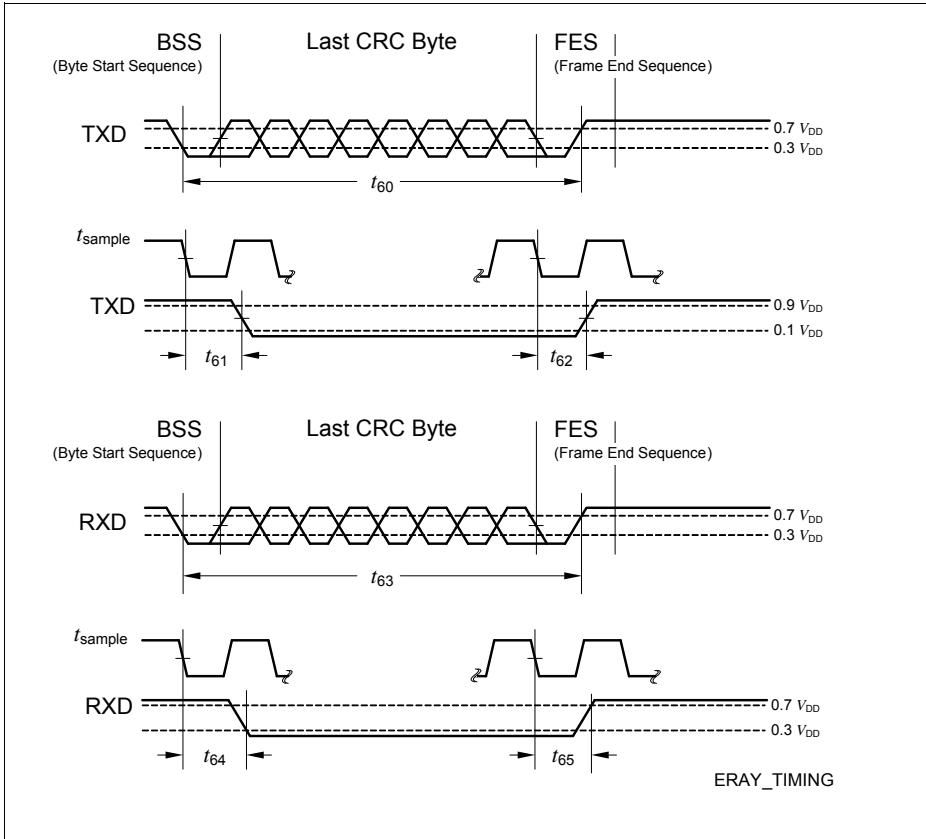 BSS Last CRC Byte FES
(Byte Start Sequence) (Frame End Sequence)
TXD
0.7 VDD
0.3 VDD
t60
tsample
TXD
0.9 VDD
0.1 VDD
t61 t62
BSS Last CRC Byte FES
(Byte Start Sequence) (Frame End Sequence)
RXD
0.7 VDD
0.3 VDD
t63
tsample
RXD
0.7 VDD
0.3 VDD
t64 t65
ERAY_TIMING